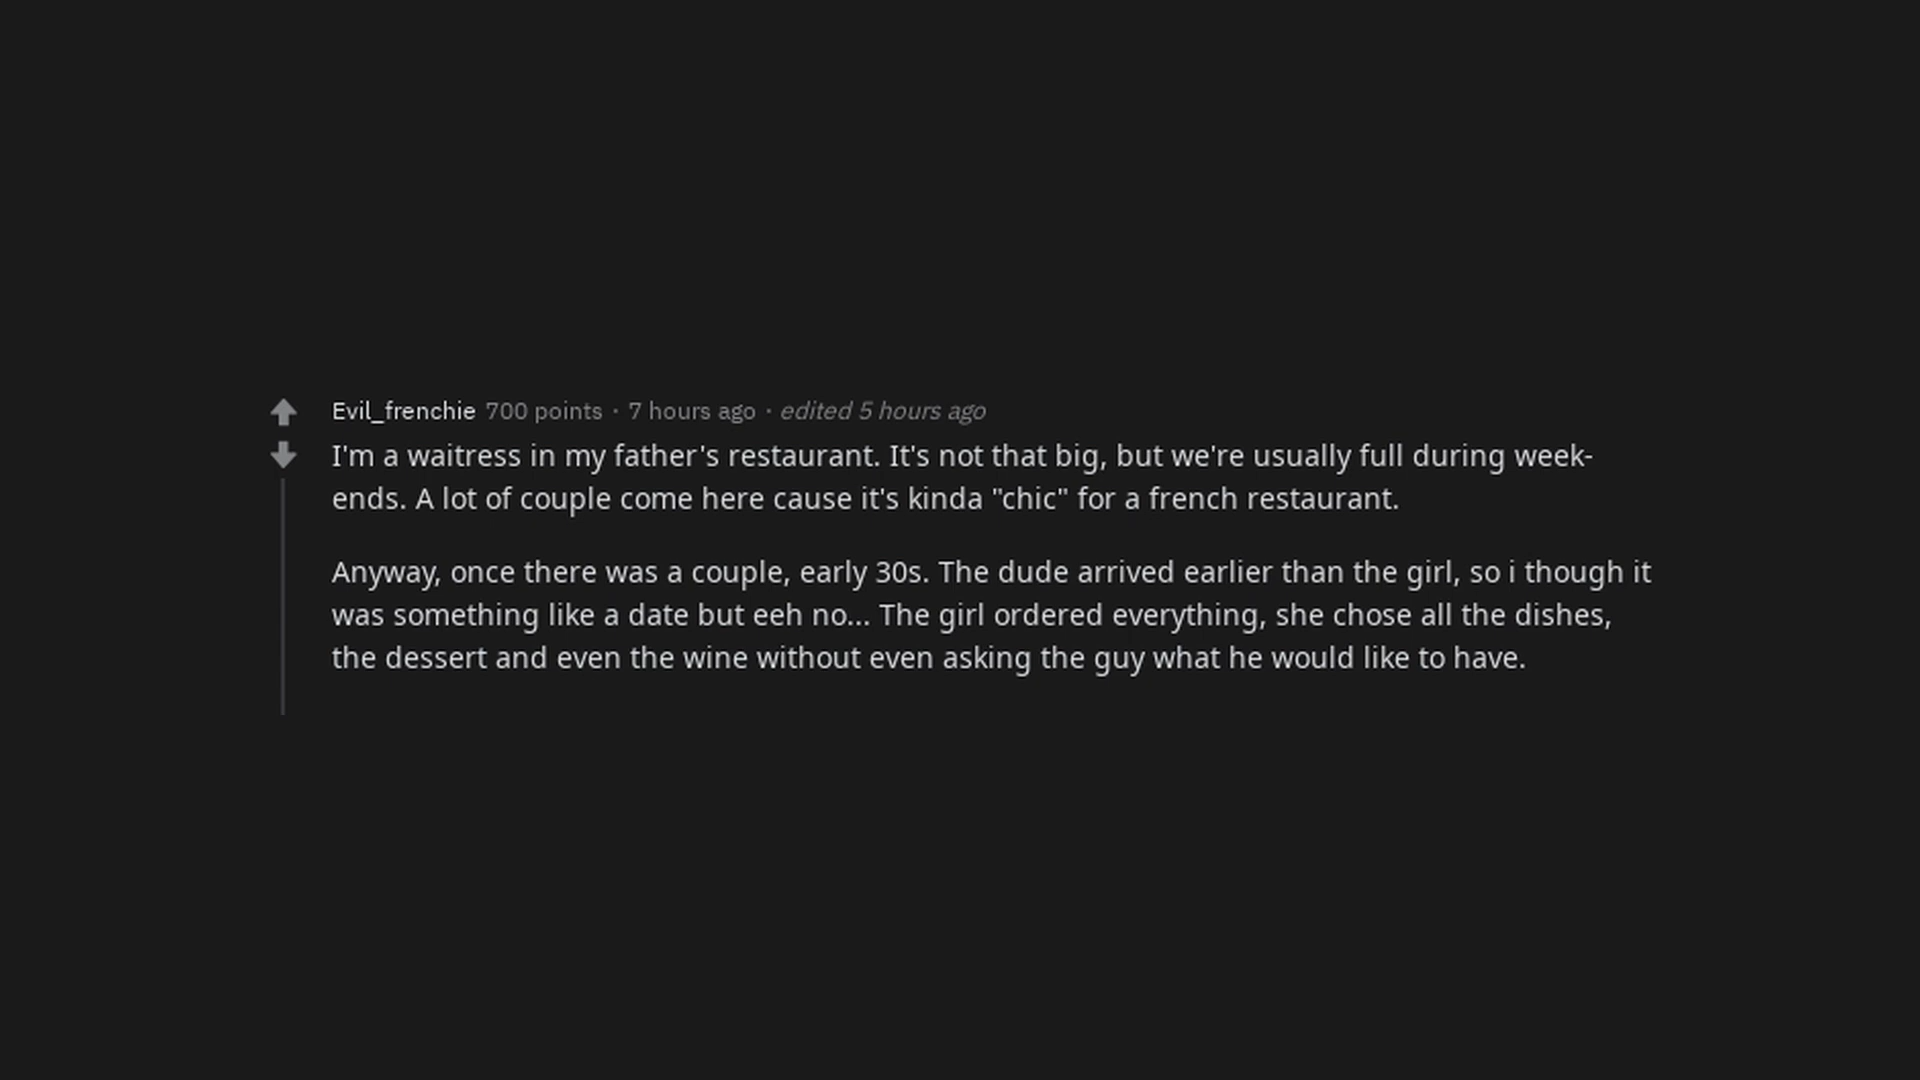 Evil_frenchie 700 points · 7 hours ago · edited 5 hours ago
I'm a waitress in my father's restaurant. It's not that big, but we're usually full during week-
ends. A lot of couple come here cause it's kinda "chic" for a french restaurant.
Anyway, once there was a couple, early 30s. The dude arrived earlier than the girl, so i though it
was something like a date but eeh no... The girl ordered everything, she chose all the dishes,
the dessert and even the wine without even asking the guy what he would like to have.